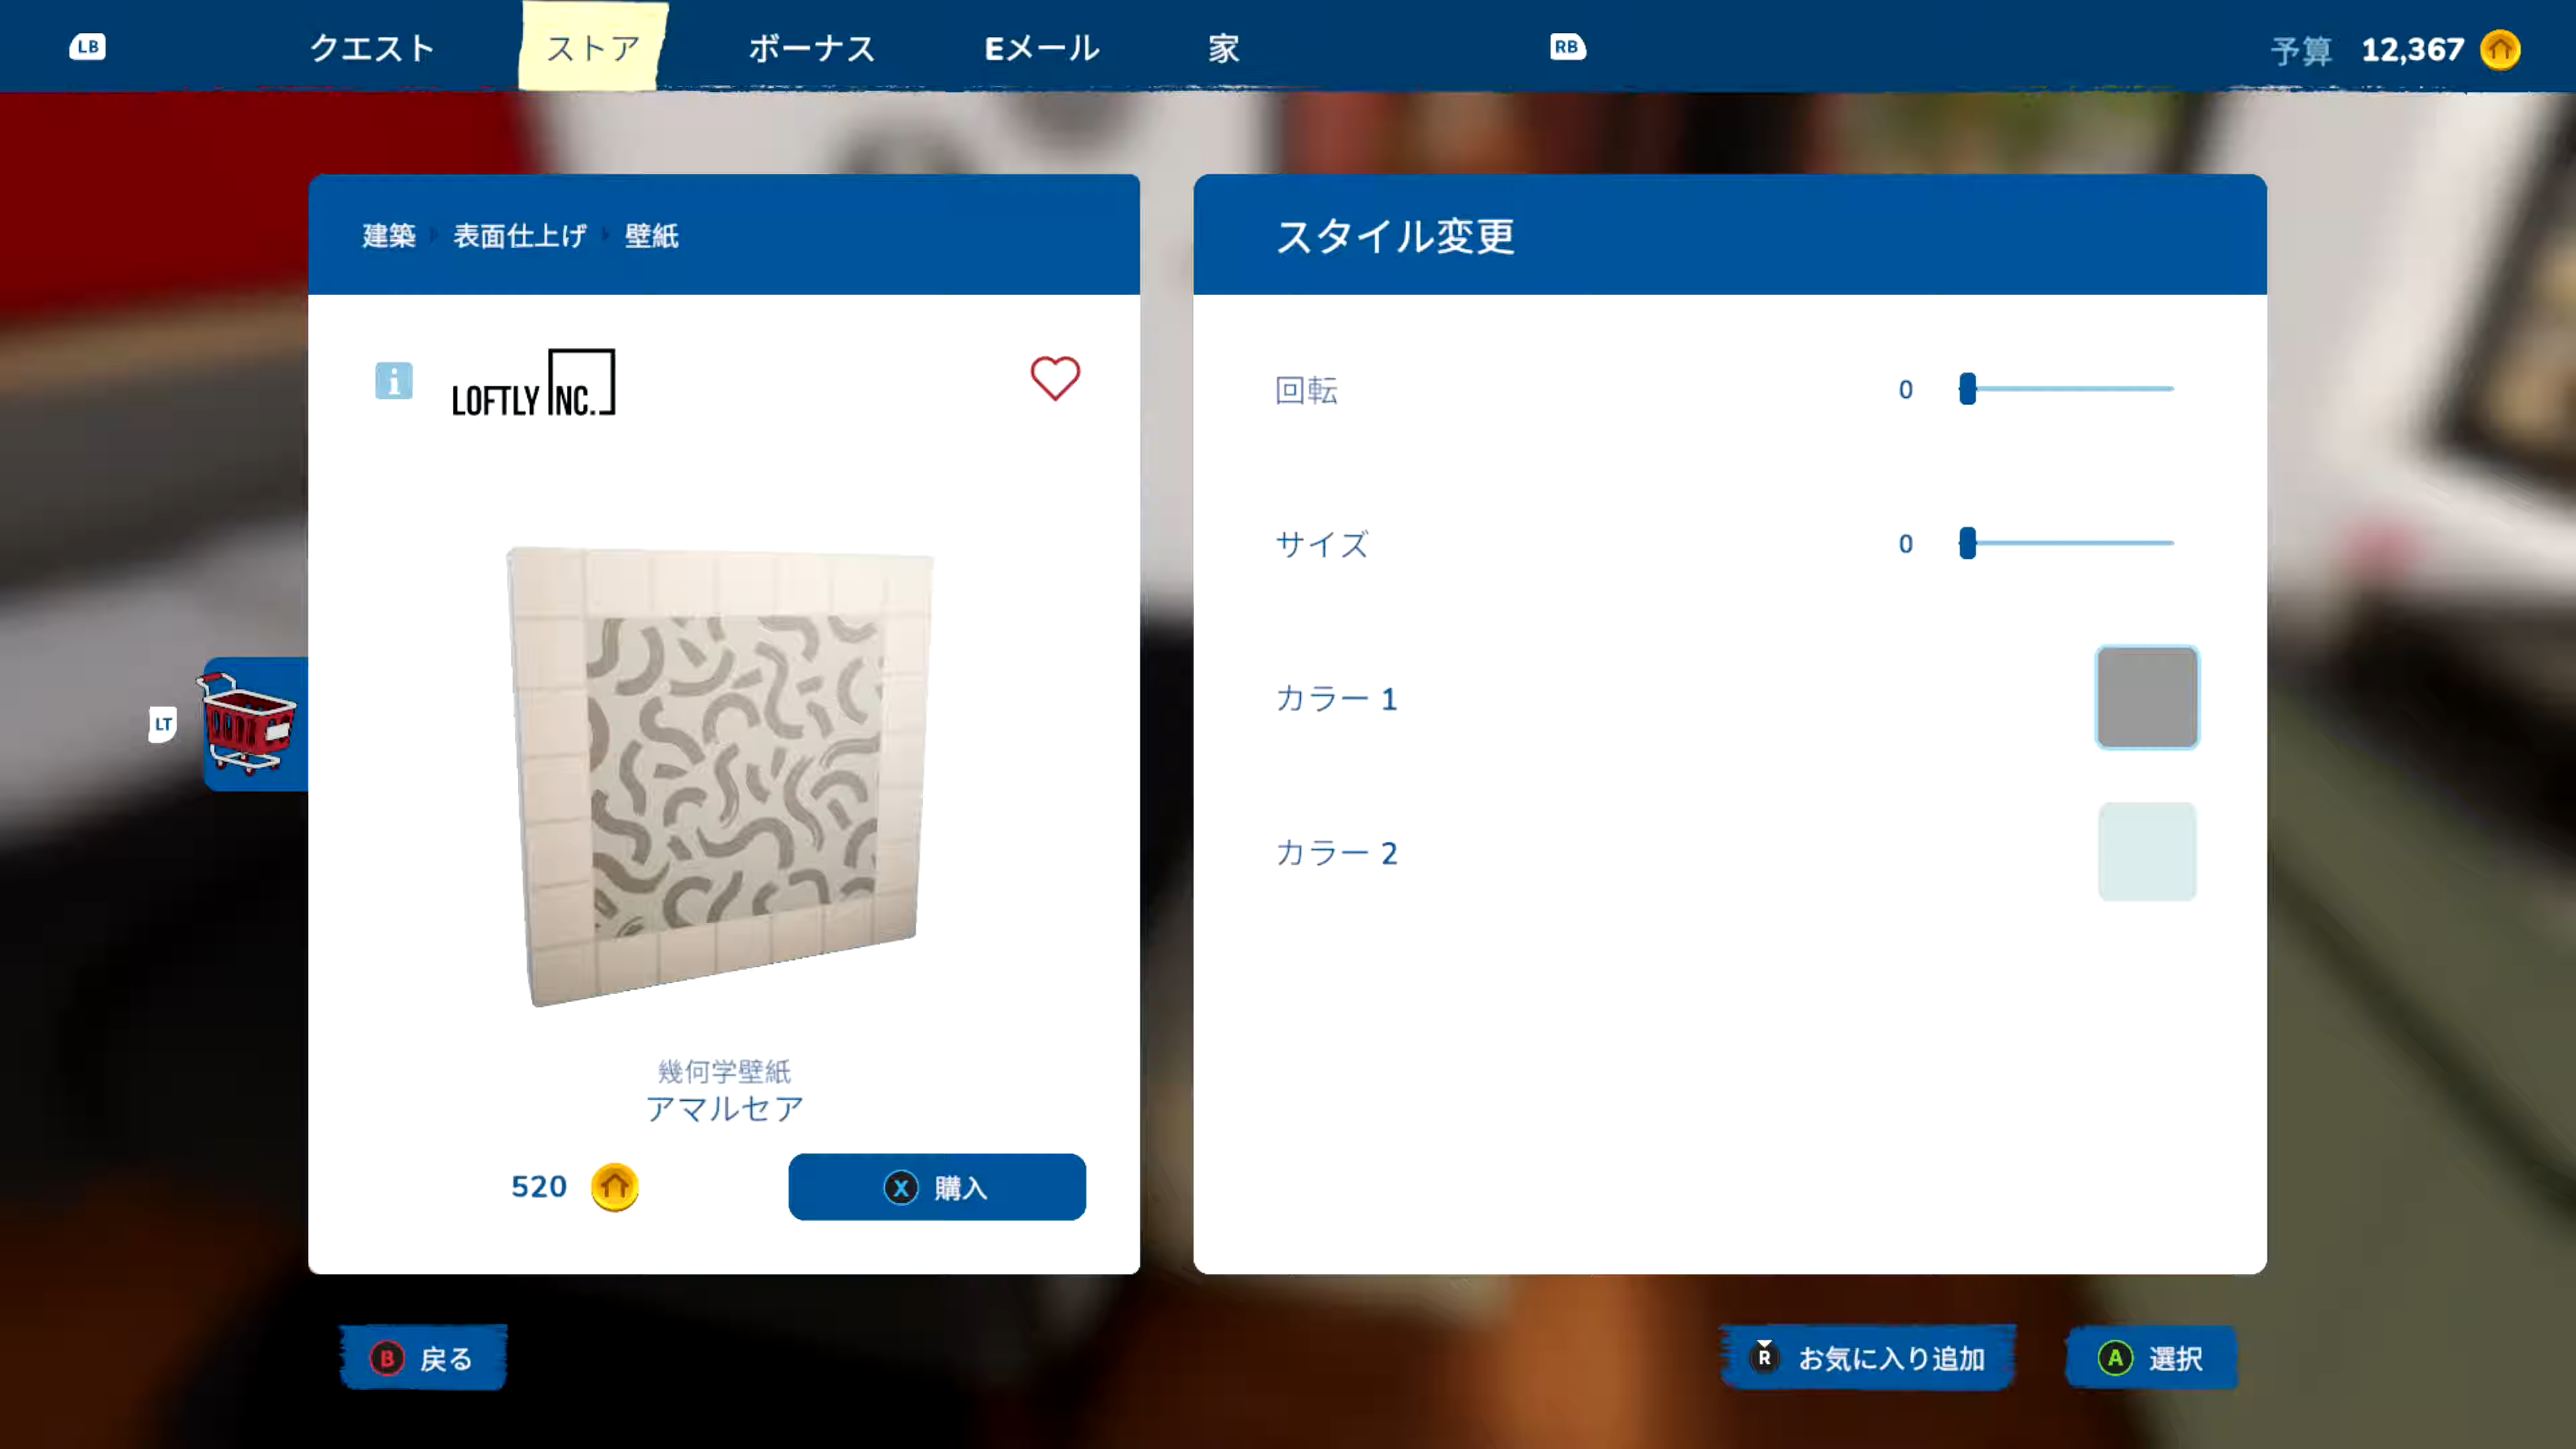 LB クエスト ストア ボーナス Eメール 家 RB 予算 12,367
建築 表面仕上げ 壁紙
LOFTLY INC.
LT
幾何学壁紙
アマルセア
520 X 購入
スタイル変更
回転 0
サイズ 0
カラー 1
カラー 2
B 戻る R お気に入り追加 A 選択